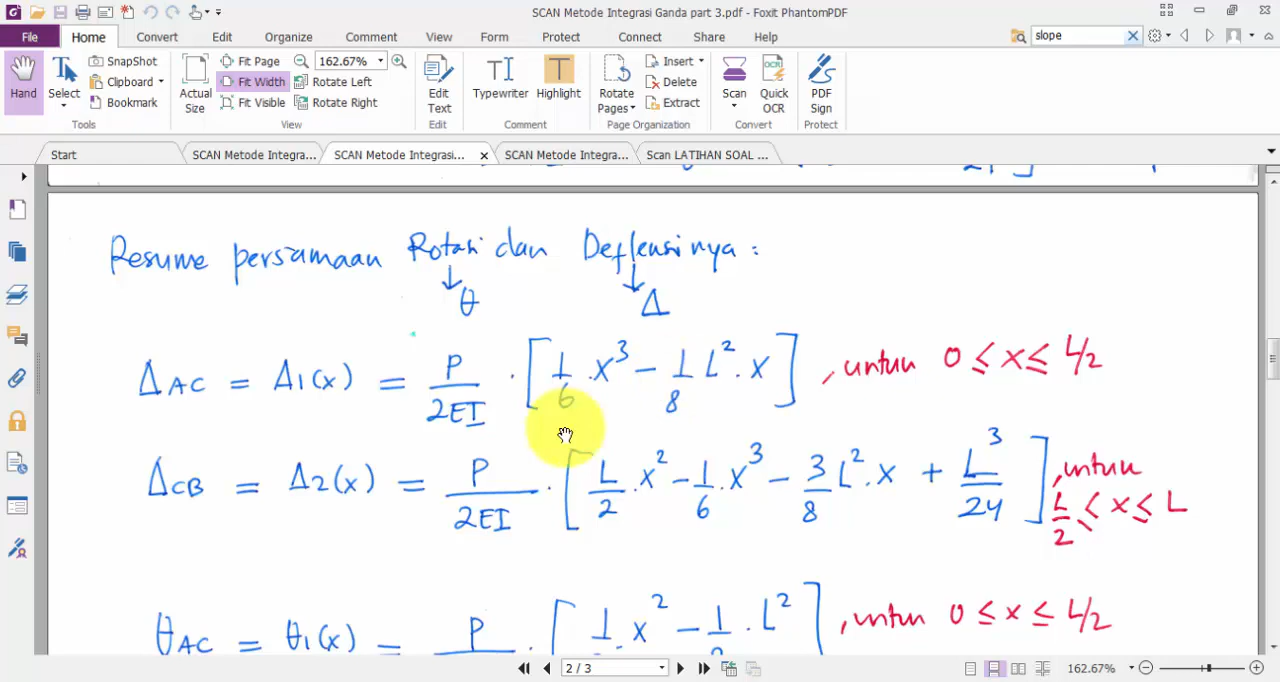 SCAN Metode Integrasi Ganda part 3.pdf - Foxit PhantomPDF
File Home Convert Edit Organize Comment View Form Protect Connect Share Help slope
SnapShot Fit Page 162.67% Insert
Clipboard Fit Width Rotate Left Delete
Hand Select Bookmark Actual Size Fit Visible Rotate Right Edit Text Typewriter Highlight Rotate Pages Extract Scan Quick OCR PDF Sign
Tools View Edit Comment Page Organization Convert Protect
Start SCAN Metode Integra... SCAN Metode Integrasi... SCAN Metode Integra... Scan LATIHAN SOAL ...
Resume persamaan Rotasi dan Deflensinya :
↓ θ ↓ Δ
ΔAC = Δ1(x) = P/2EI · [1/6 · x³ − 1/8 L² · x] , untuk 0 ≤ x ≤ L/2
ΔCB = Δ2(x) = P/2EI · [L/2 · x² − 1/6 · x³ − 3/8 L² · x + L³/24] , untuk L/2 ≤ x ≤ L
θAC = θ1(x) = P [1 · x² − 1 · L²] , untuk 0 ≤ x ≤ L/2
2 / 3 162.67%